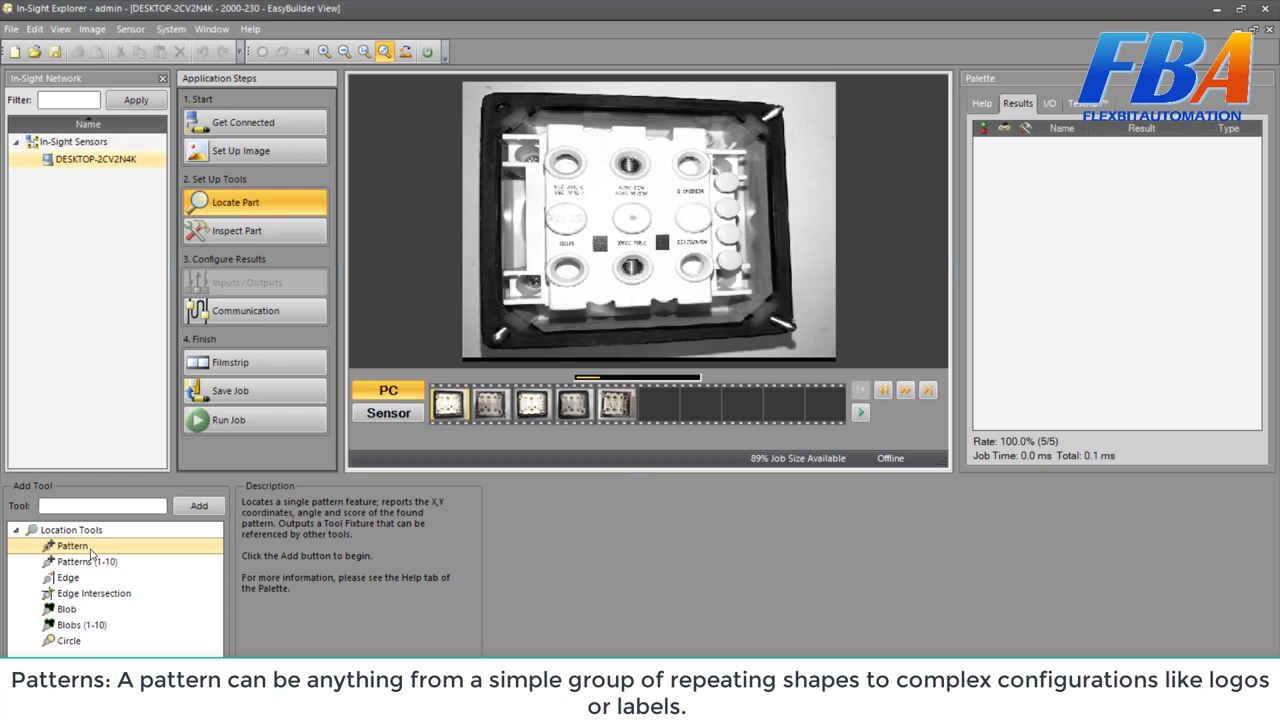 In-Sight Explorer - admin - [DESKTOP-2CV2N4K - 2000-230 - EasyBuilder View]
File Edit View Image Sensor System Window Help
In-Sight Network
Filter:
Apply
Name
In-Sight Sensors
DESKTOP-2CV2N4K
Application Steps
1. Start
Get Connected
Set Up Image
2. Set Up Tools
Locate Part
Inspect Part
3. Configure Results
Inputs / Outputs
Communication
4. Finish
Filmstrip
Save Job
Run Job
PC
Sensor
89% Job Size Available Offline
FBA
FLEXBITAUTOMATION
Palette
Help Results I/O
Name Result Type
Rate: 100.0% (5/5)
Job Time: 0.0 ms Total: 0.1 ms
Add Tool
Tool:
Add
Location Tools
Pattern
Patterns (1-10)
Edge
Edge Intersection
Blob
Blobs (1-10)
Circle
Description
Locates a single pattern feature; reports the X,Y
coordinates, angle and score of the found
pattern. Outputs a Tool Fixture that can be
referenced by other tools.
Click the Add button to begin.
For more information, please see the Help tab of
the Palette.
Patterns: A pattern can be anything from a simple group of repeating shapes to complex configurations like logos
or labels.